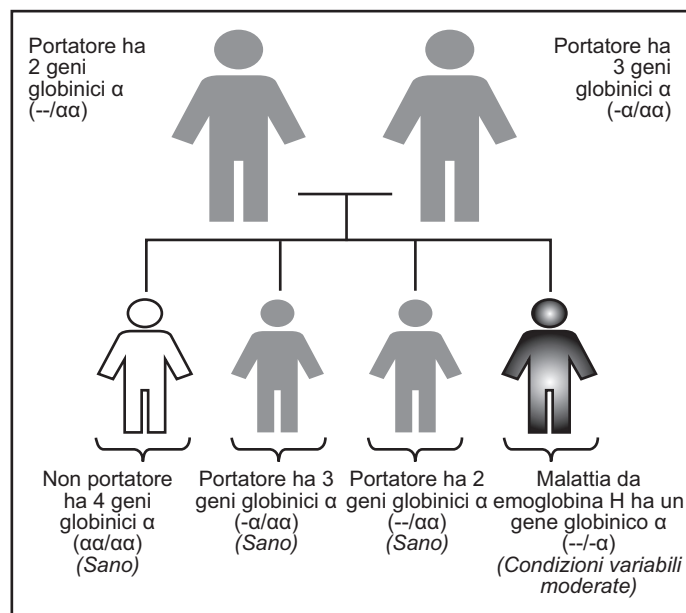 Portatore ha
2 geni
globinici α
(--/αα)
Portatore ha
3 geni
globinici α
(-α/αα)
Non portatore
ha 4 geni
globinici α
(αα/αα)
(Sano)
Portatore ha 3
geni globinici α
(-α/αα)
(Sano)
Portatore ha 2
geni globinici α
(--/αα)
(Sano)
Malattia da
emoglobina H ha un
gene globinico α
(--/-α)
(Condizioni variabili
moderate)